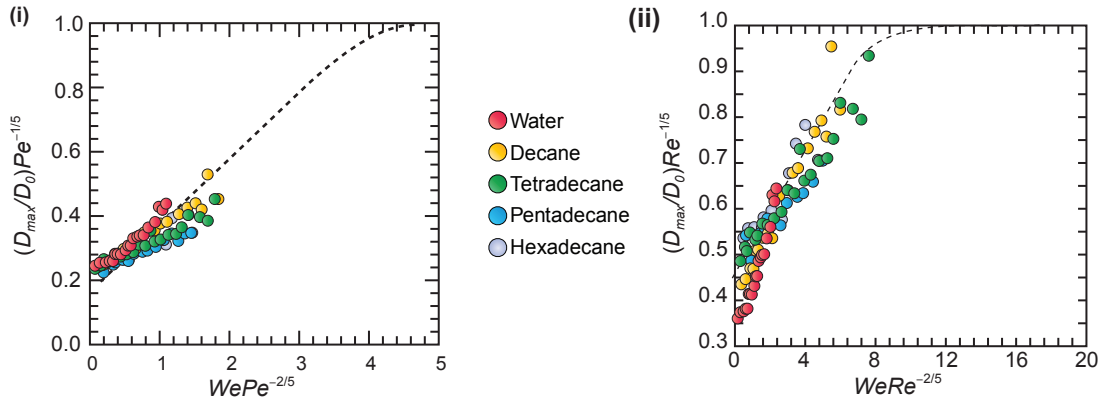 (i)
(D_max/D_0)Pe^{-1/5}
1.0
0.8
0.6
0.4
0.2
0.0
0 1 2 3 4 5
WePe^{-2/5}
Water
Decane
Tetradecane
Pentadecane
Hexadecane
(ii)
(D_max/D_0)Re^{-1/5}
1.0
0.9
0.8
0.7
0.6
0.5
0.4
0.3
0 4 8 12 16 20
WeRe^{-2/5}